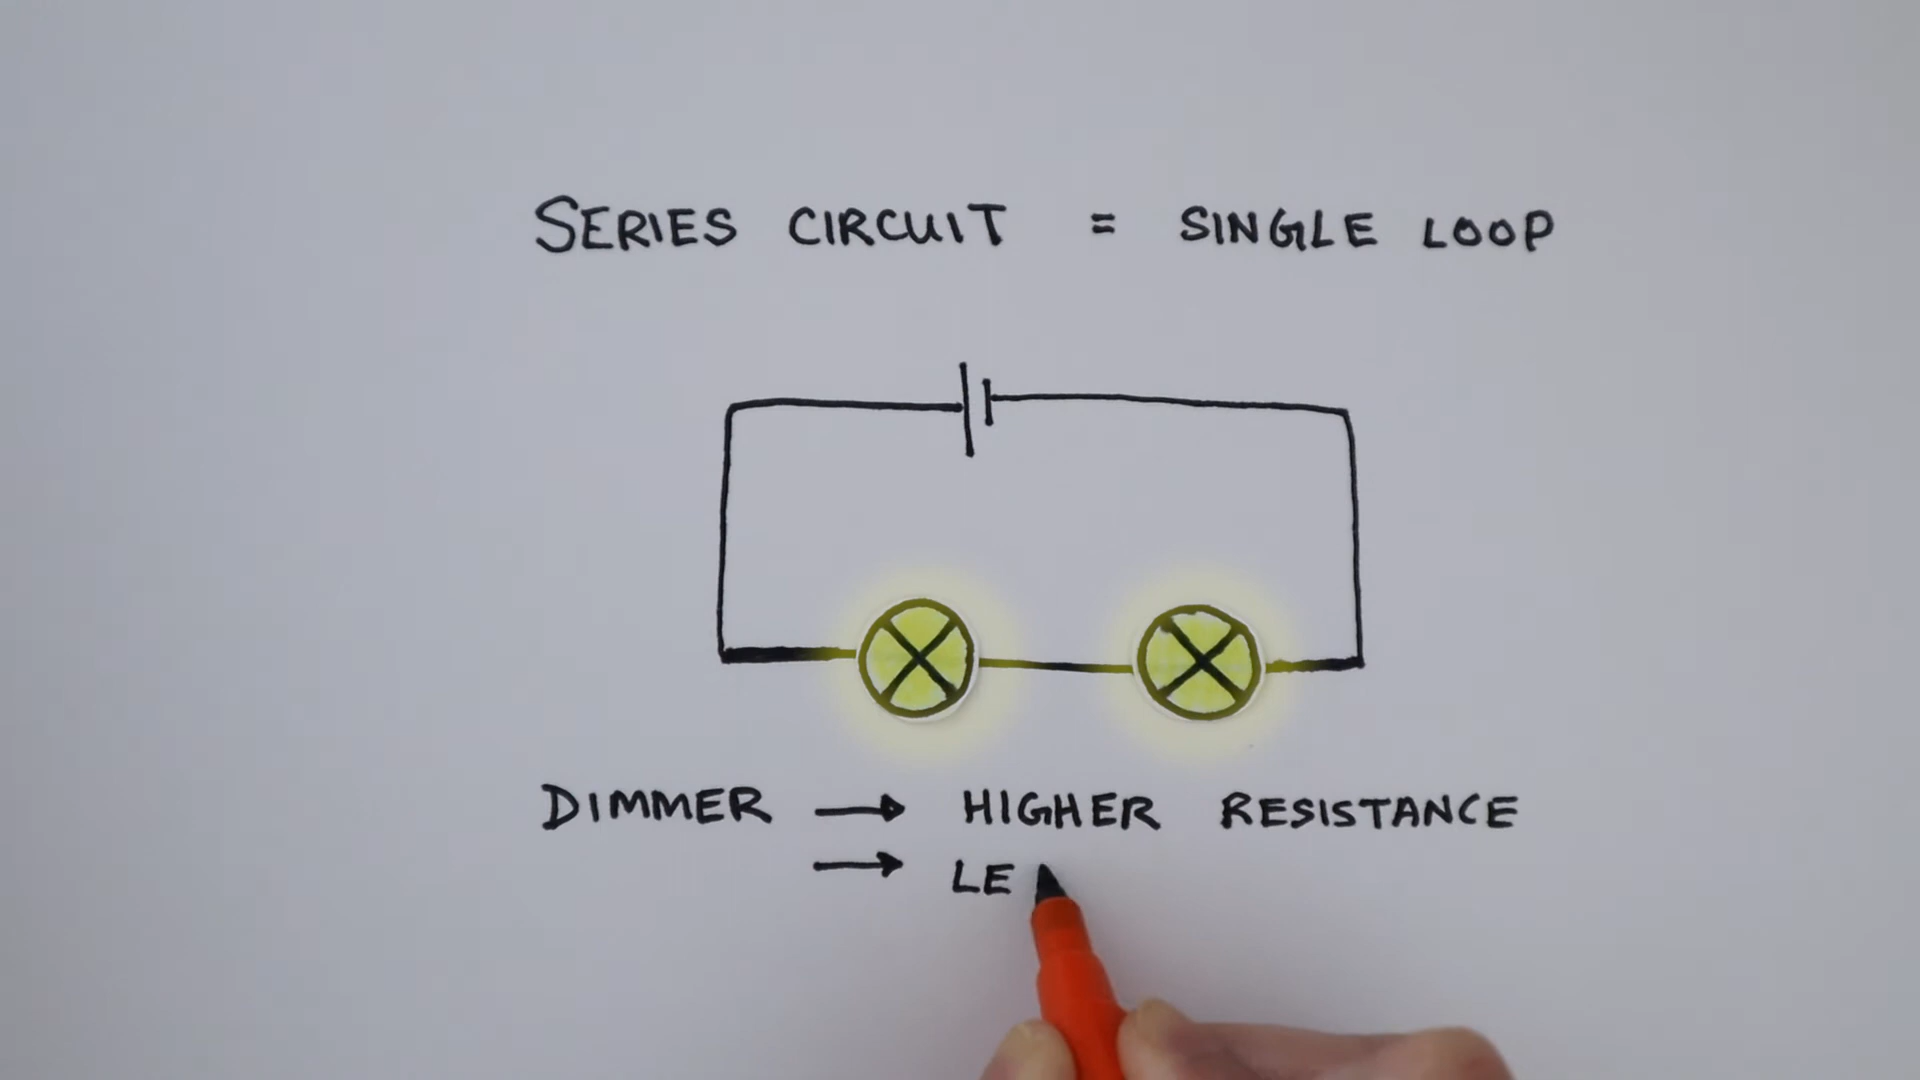 SERIES CIRCUIT = SINGLE LOOP
DIMMER → HIGHER RESISTANCE
→ LE